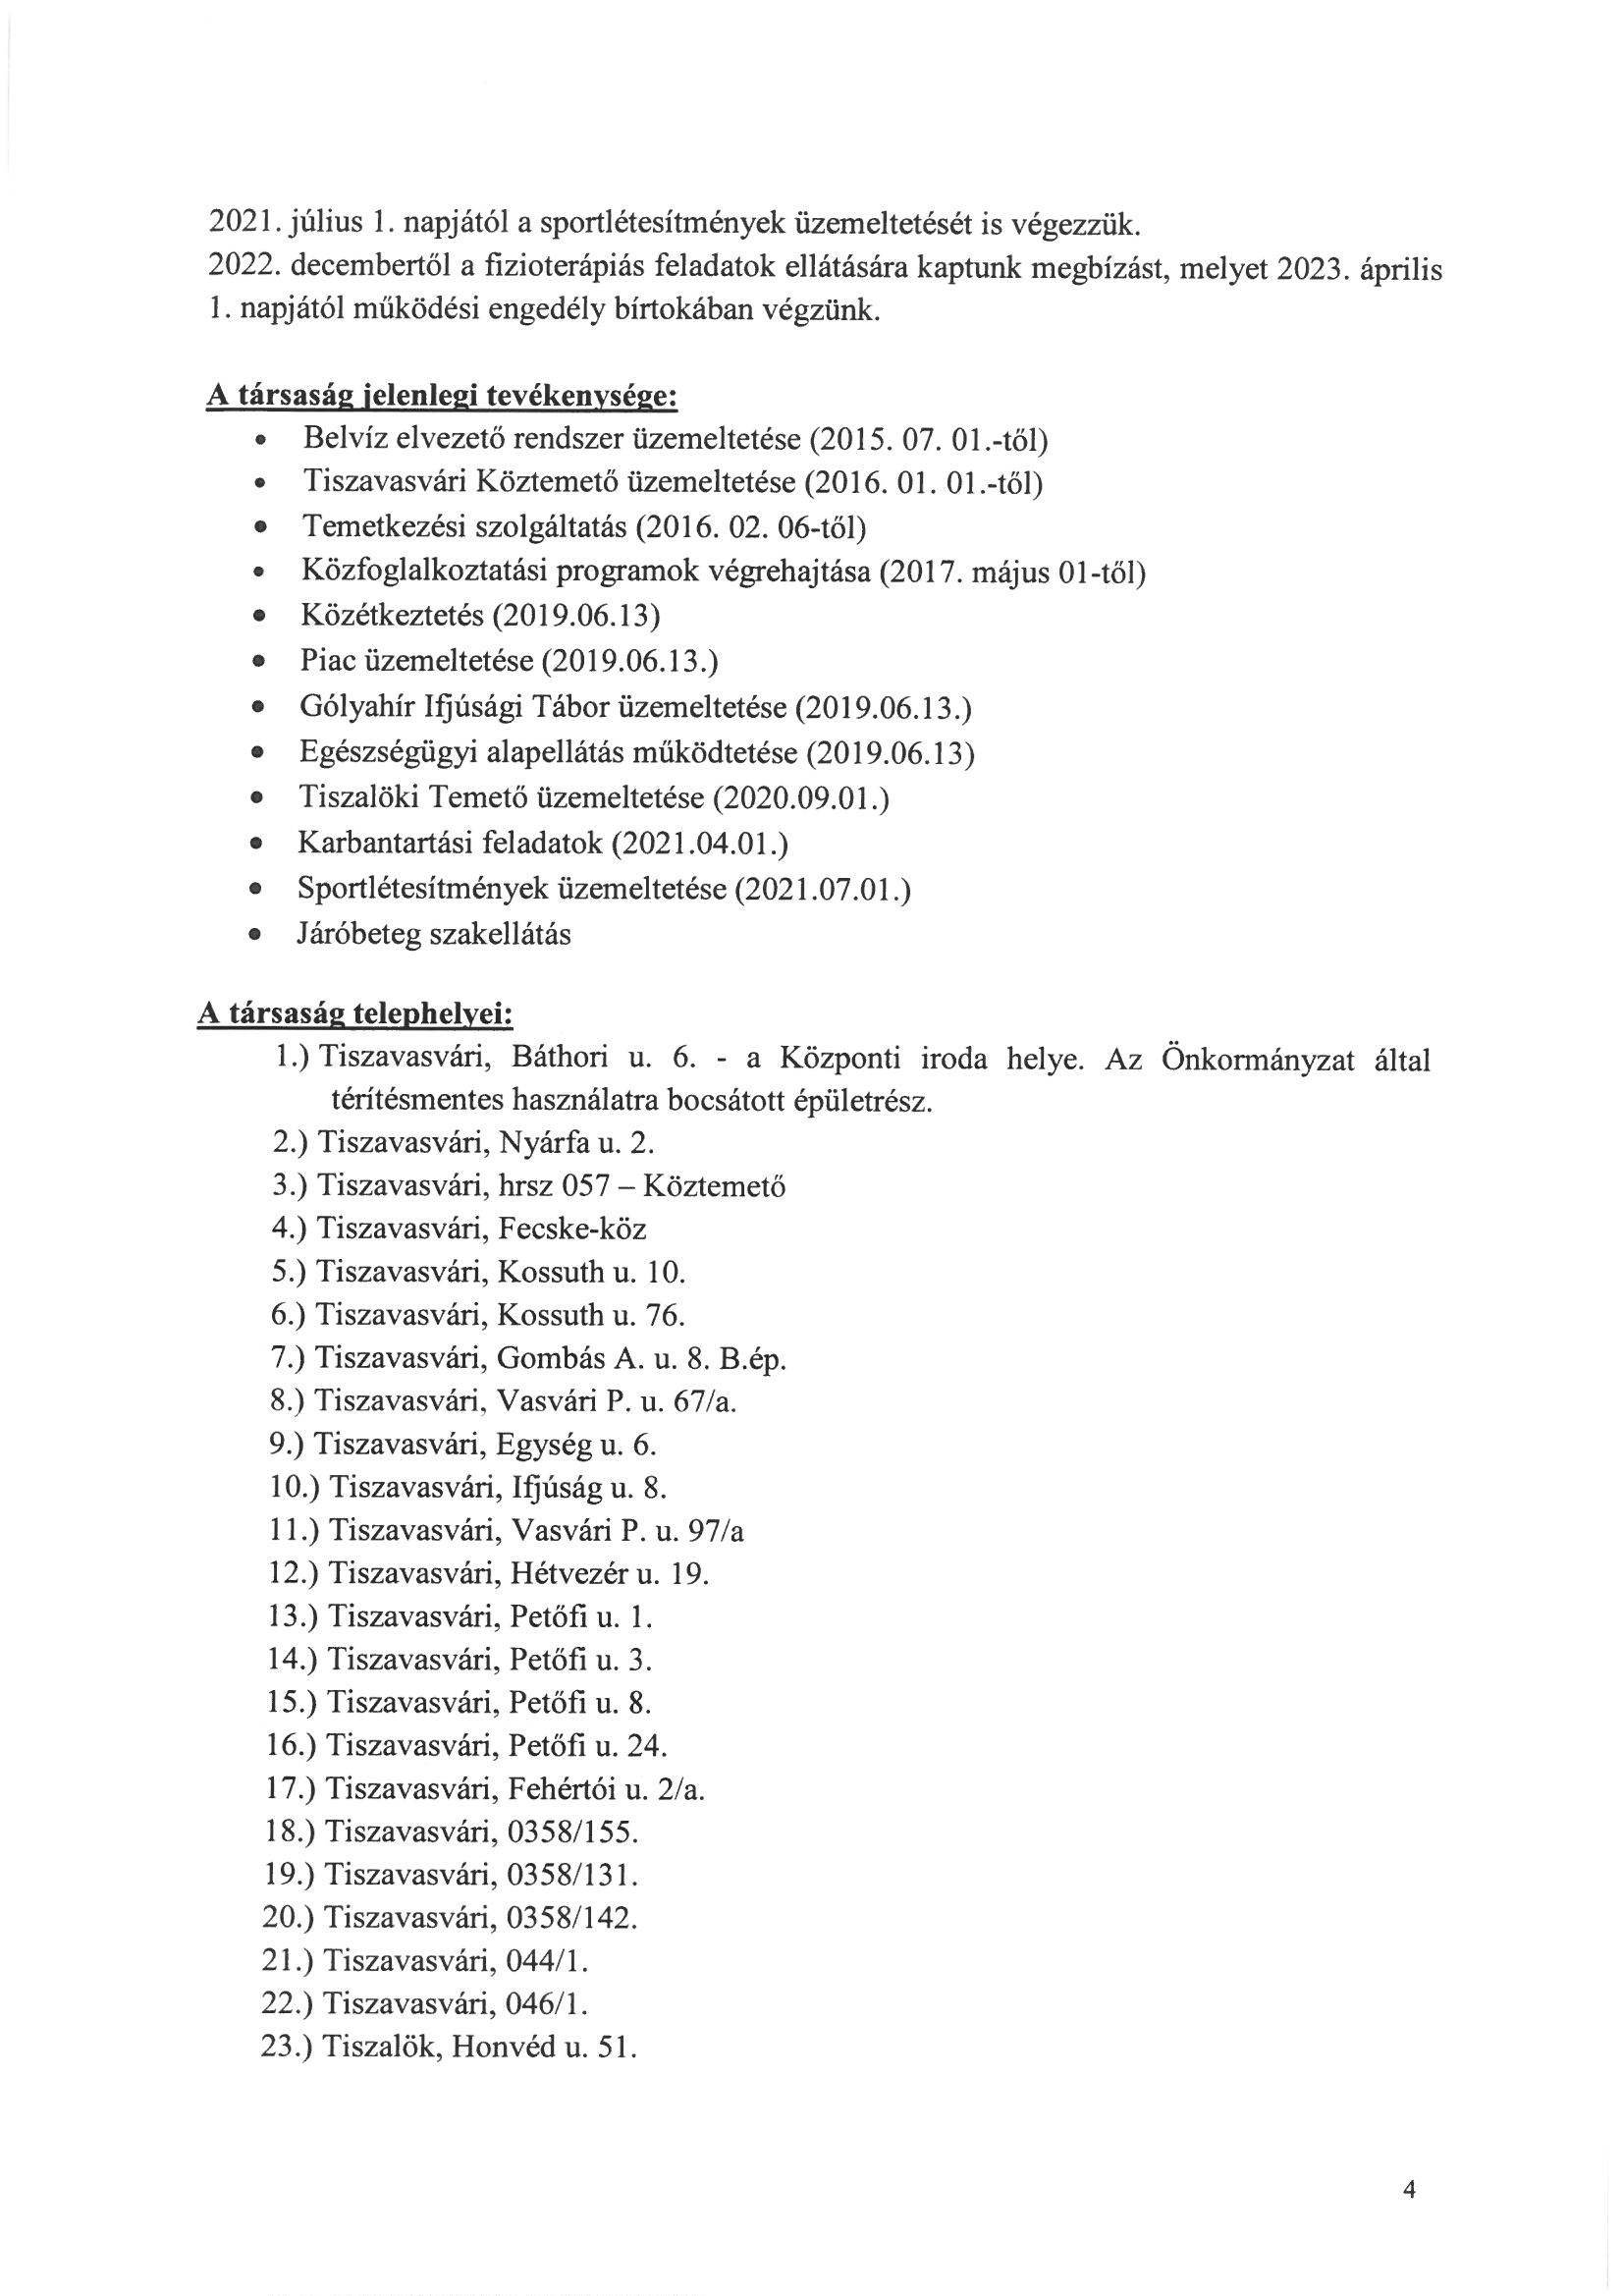 2021. július 1. napjától a sportlétesítmények üzemeltetését is végezzük.
2022. decembertől a fizioterápiás feladatok ellátására kaptunk megbízást, melyet 2023. április
1. napjától működési engedély bírtokában végzünk.
A társaság jelenlegi tevékenysége:
• Belvíz elvezető rendszer üzemeltetése (2015. 07. 01.-től)
• Tiszavasvári Köztemető üzemeltetése (2016. 01. 01.-től)
• Temetkezési szolgáltatás (2016. 02. 06-től)
• Közfoglalkoztatási programok végrehajtása (2017. május 01-től)
• Közétkeztetés (2019.06.13)
• Piac üzemeltetése (2019.06.13.)
• Gólyahír Ifjúsági Tábor üzemeltetése (2019.06.13.)
• Egészségügyi alapellátás működtetése (2019.06.13)
• Tiszalöki Temető üzemeltetése (2020.09.01.)
• Karbantartási feladatok (2021.04.01.)
• Sportlétesítmények üzemeltetése (2021.07.01.)
• Járóbeteg szakellátás
A társaság telephelyei:
1.) Tiszavasvári, Báthori u. 6. - a Központi iroda helye. Az Önkormányzat által
térítésmentes használatra bocsátott épületrész.
2.) Tiszavasvári, Nyárfa u. 2.
3.) Tiszavasvári, hrsz 057 – Köztemető
4.) Tiszavasvári, Fecske-köz
5.) Tiszavasvári, Kossuth u. 10.
6.) Tiszavasvári, Kossuth u. 76.
7.) Tiszavasvári, Gombás A. u. 8. B.ép.
8.) Tiszavasvári, Vasvári P. u. 67/a.
9.) Tiszavasvári, Egység u. 6.
10.) Tiszavasvári, Ifjúság u. 8.
11.) Tiszavasvári, Vasvári P. u. 97/a
12.) Tiszavasvári, Hétvezér u. 19.
13.) Tiszavasvári, Petőfi u. 1.
14.) Tiszavasvári, Petőfi u. 3.
15.) Tiszavasvári, Petőfi u. 8.
16.) Tiszavasvári, Petőfi u. 24.
17.) Tiszavasvári, Fehértói u. 2/a.
18.) Tiszavasvári, 0358/155.
19.) Tiszavasvári, 0358/131.
20.) Tiszavasvári, 0358/142.
21.) Tiszavasvári, 044/1.
22.) Tiszavasvári, 046/1.
23.) Tiszalök, Honvéd u. 51.
4